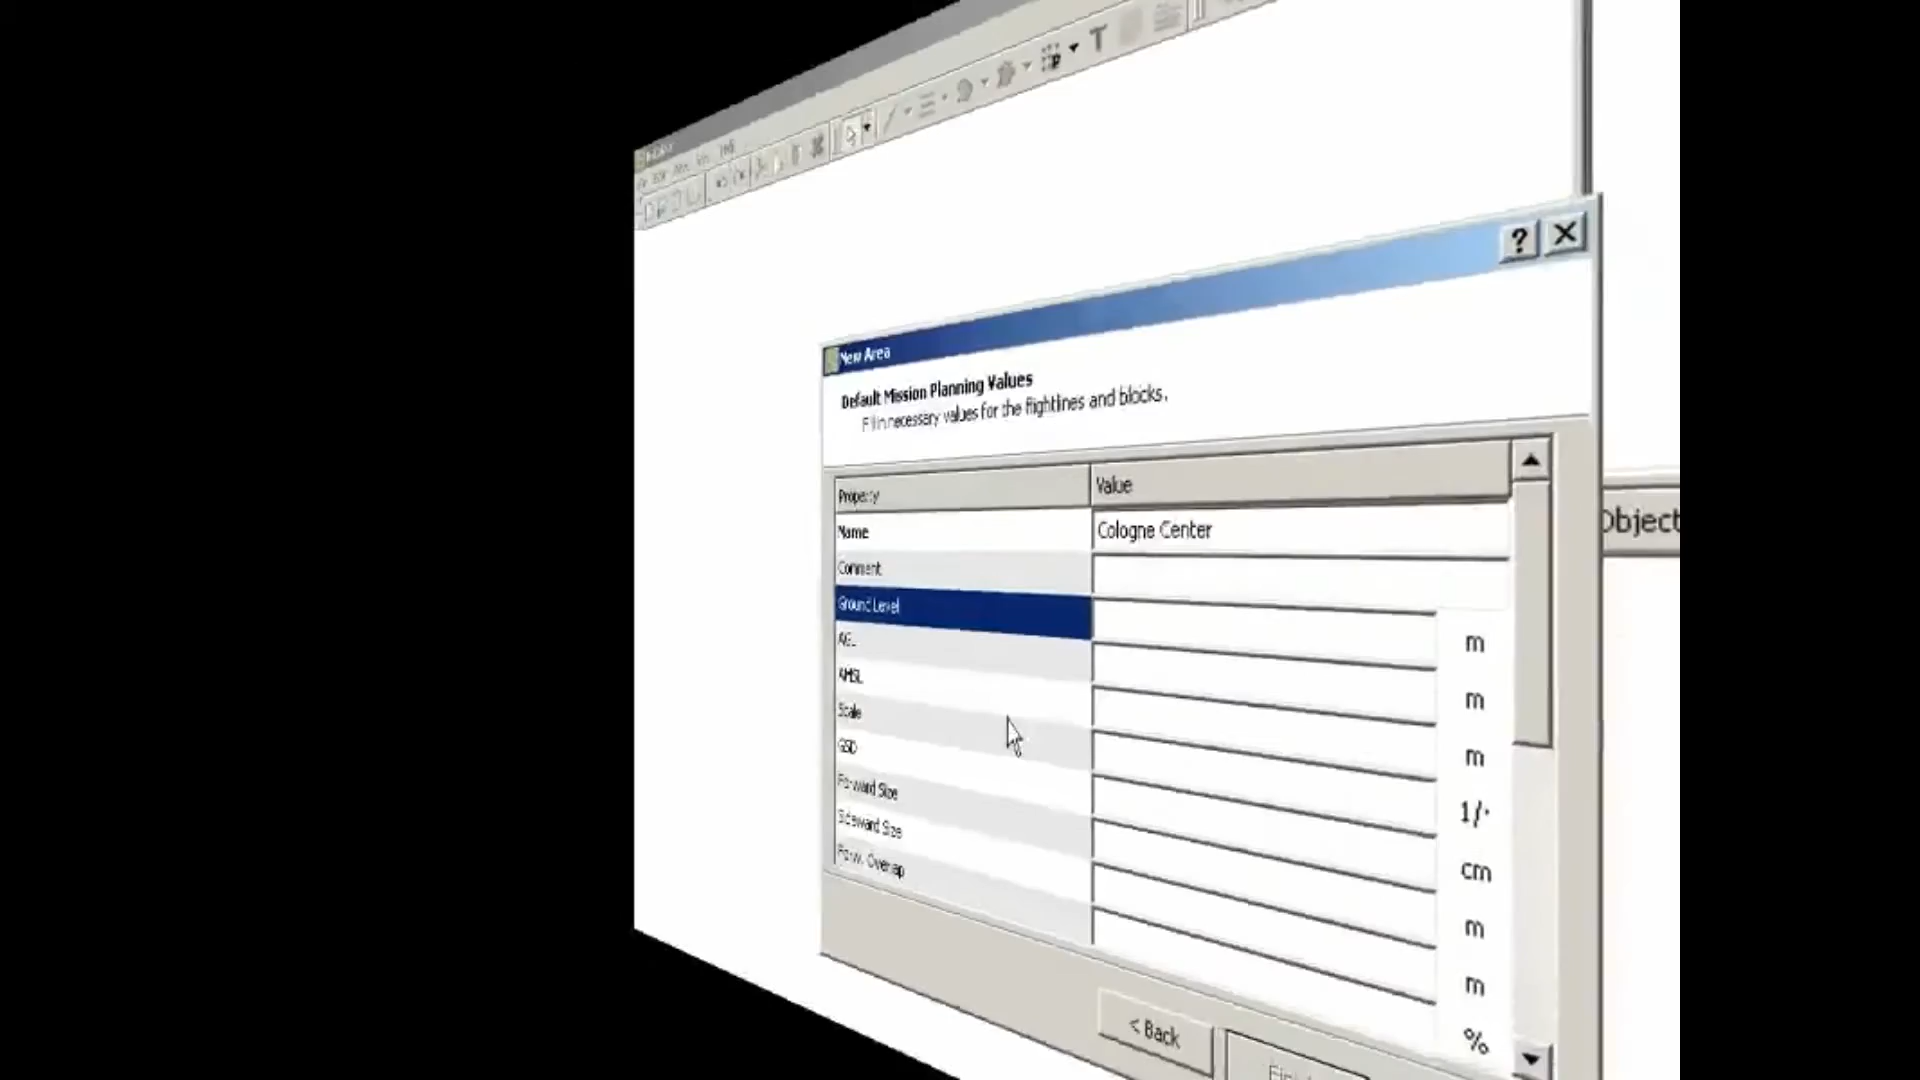 New Area
Default Mission Planning Values
Fill in necessary values for the flightlines and blocks.
Property Value
Name Cologne Center
Comment
Ground Level m
AGL m
AMSL m
Scale 1/·
GSD cm
Forward Size m
Sideward Size m
Forw. Overlap %
< Back
Object